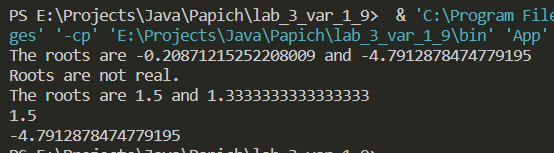 PS E:\Projects\Java\Papich\lab_3_var_1_9>  & 'C:\Program File
ges' '-cp' 'E:\Projects\Java\Papich\lab_3_var_1_9\bin' 'App'
The roots are -0.20871215252208009 and -4.7912878474779195
Roots are not real.
The roots are 1.5 and 1.3333333333333333
1.5
-4.7912878474779195
PS E:\Projects\Java\Papich\lab_3_var_1_9>